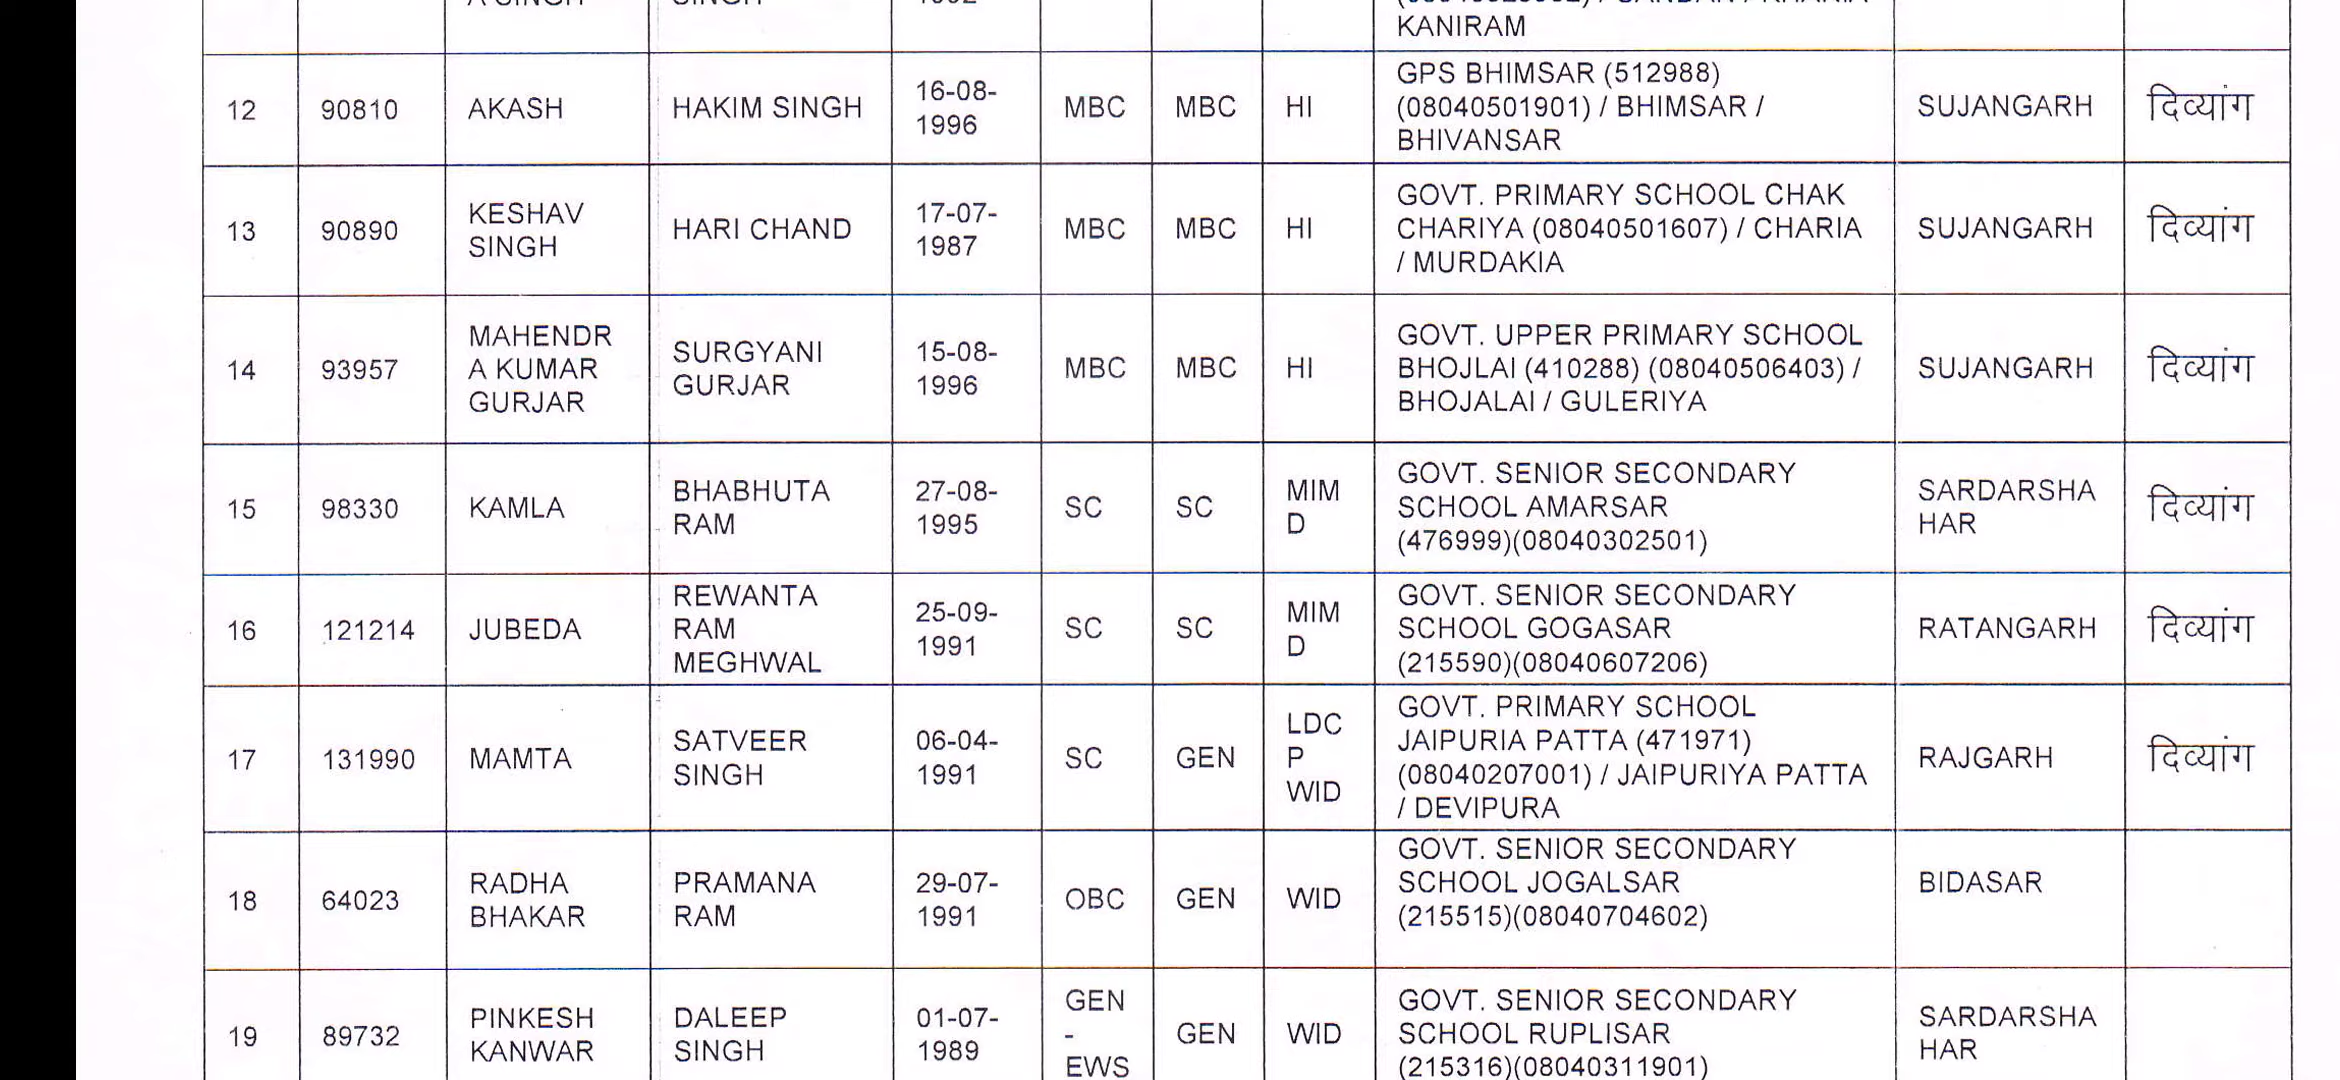 KANIRAM
12 90810 AKASH HAKIM SINGH 16-08-1996 MBC MBC HI GPS BHIMSAR (512988) (08040501901) / BHIMSAR / BHIVANSAR SUJANGARH दिव्यांग
13 90890 KESHAV SINGH HARI CHAND 17-07-1987 MBC MBC HI GOVT. PRIMARY SCHOOL CHAK CHARIYA (08040501607) / CHARIA / MURDAKIA SUJANGARH दिव्यांग
14 93957 MAHENDRA KUMAR GURJAR SURGYANI GURJAR 15-08-1996 MBC MBC HI GOVT. UPPER PRIMARY SCHOOL BHOJLAI (410288) (08040506403) / BHOJALAI / GULERIYA SUJANGARH दिव्यांग
15 98330 KAMLA BHABHUTA RAM 27-08-1995 SC SC MIMD GOVT. SENIOR SECONDARY SCHOOL AMARSAR (476999)(08040302501) SARDARSHAHAR दिव्यांग
16 121214 JUBEDA REWANTA RAM MEGHWAL 25-09-1991 SC SC MIMD GOVT. SENIOR SECONDARY SCHOOL GOGASAR (215590)(08040607206) RATANGARH दिव्यांग
17 131990 MAMTA SATVEER SINGH 06-04-1991 SC GEN LDCP WID GOVT. PRIMARY SCHOOL JAIPURIA PATTA (471971) (08040207001) / JAIPURIYA PATTA / DEVIPURA RAJGARH दिव्यांग
18 64023 RADHA BHAKAR PRAMANA RAM 29-07-1991 OBC GEN WID GOVT. SENIOR SECONDARY SCHOOL JOGALSAR (215515)(08040704602) BIDASAR
19 89732 PINKESH KANWAR DALEEP SINGH 01-07-1989 GEN-EWS GEN WID GOVT. SENIOR SECONDARY SCHOOL RUPLISAR (215316)(08040311901) SARDARSHAHAR